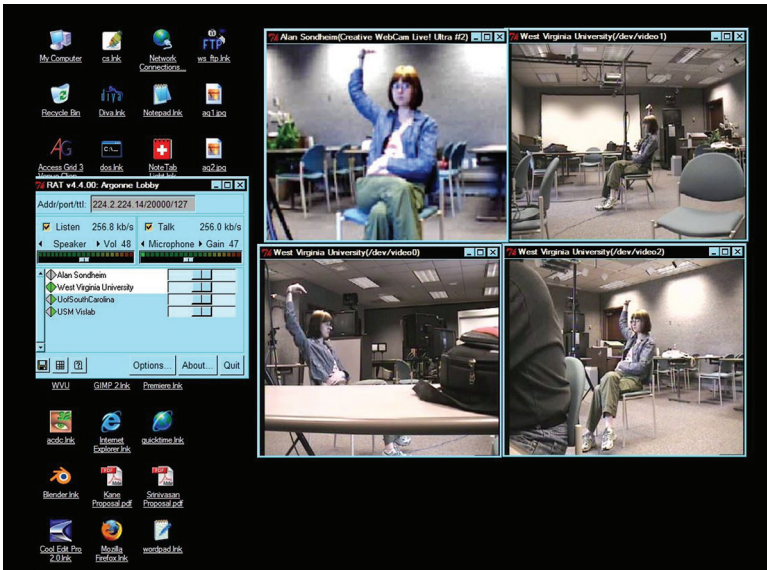 My Computer
cs.lnk
Network
Connections...
ws_ftp.lnk
Recycle Bin
Diva.lnk
Notepad.lnk
ag1.jpg
Access Grid 3
dos.lnk
NoteTab
ag2.jpg
RAT v4.4.00: Argonne Lobby
Addr/port/ttl: 224.2.224.14/20000/127
Listen 256.8 kb/s
Talk 256.0 kb/s
Speaker Vol 48
Microphone Gain 47
Alan Sondheim
West Virginia University
UofSouthCarolina
USM Vislab
Options... About... Quit
WVU
GIMP 2.lnk
Premiere.lnk
acdc.lnk
Internet
Explorer.lnk
quicktime.lnk
Blender.lnk
Kane
Proposal.pdf
Srinivasan
Proposal.pdf
Cool Edit Pro
2.0.lnk
Mozilla
Firefox.lnk
wordpad.lnk
Alan Sondheim(Creative WebCam Live! Ultra #2)
West Virginia University(/dev/video1)
West Virginia University(/dev/video0)
West Virginia University(/dev/video2)